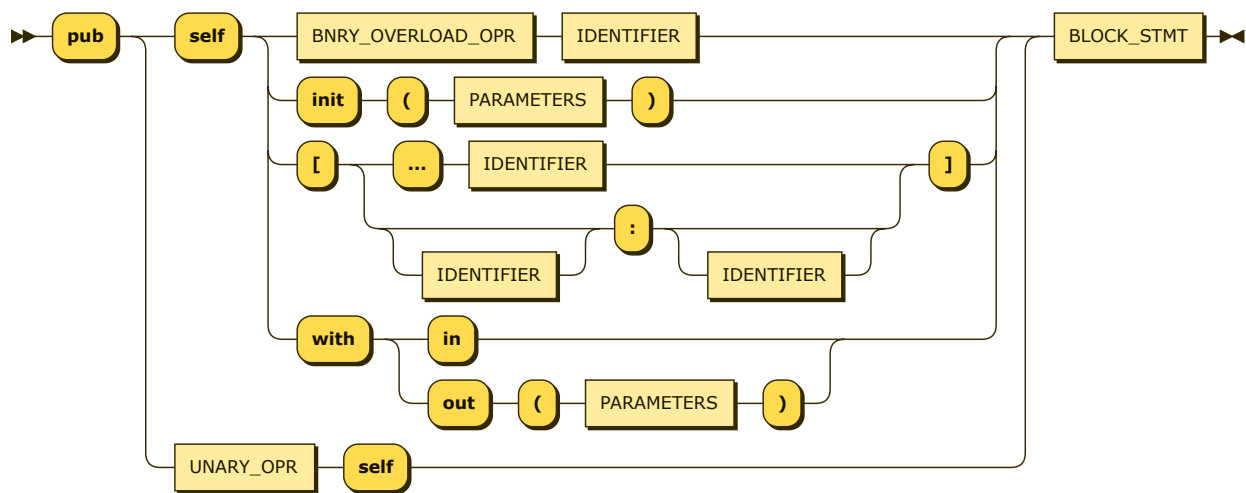 pub self BNRY_OVERLOAD_OPR IDENTIFIER BLOCK_STMT
init ( PARAMETERS )
[ ... IDENTIFIER ]
:
IDENTIFIER IDENTIFIER
with in
out ( PARAMETERS )
UNARY_OPR self